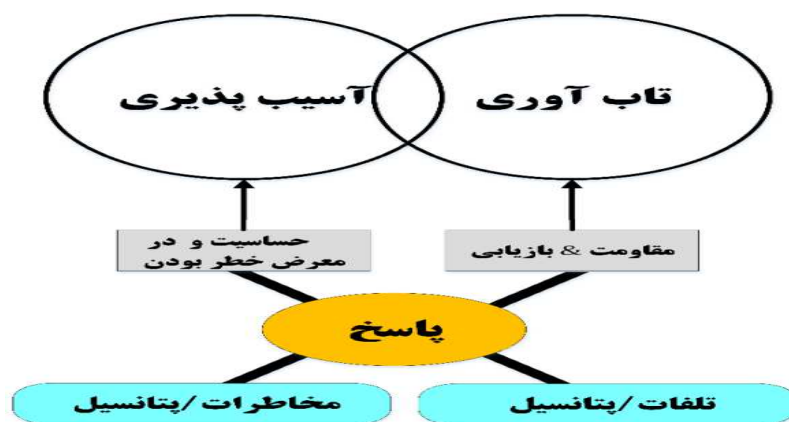 تاب آوری
آسیب پذیری
مقاومت & بازیابی
حساسیت و در
معرض خطر بودن
پاسخ
تلفات /پتانسیل
مخاطرات /پتانسیل